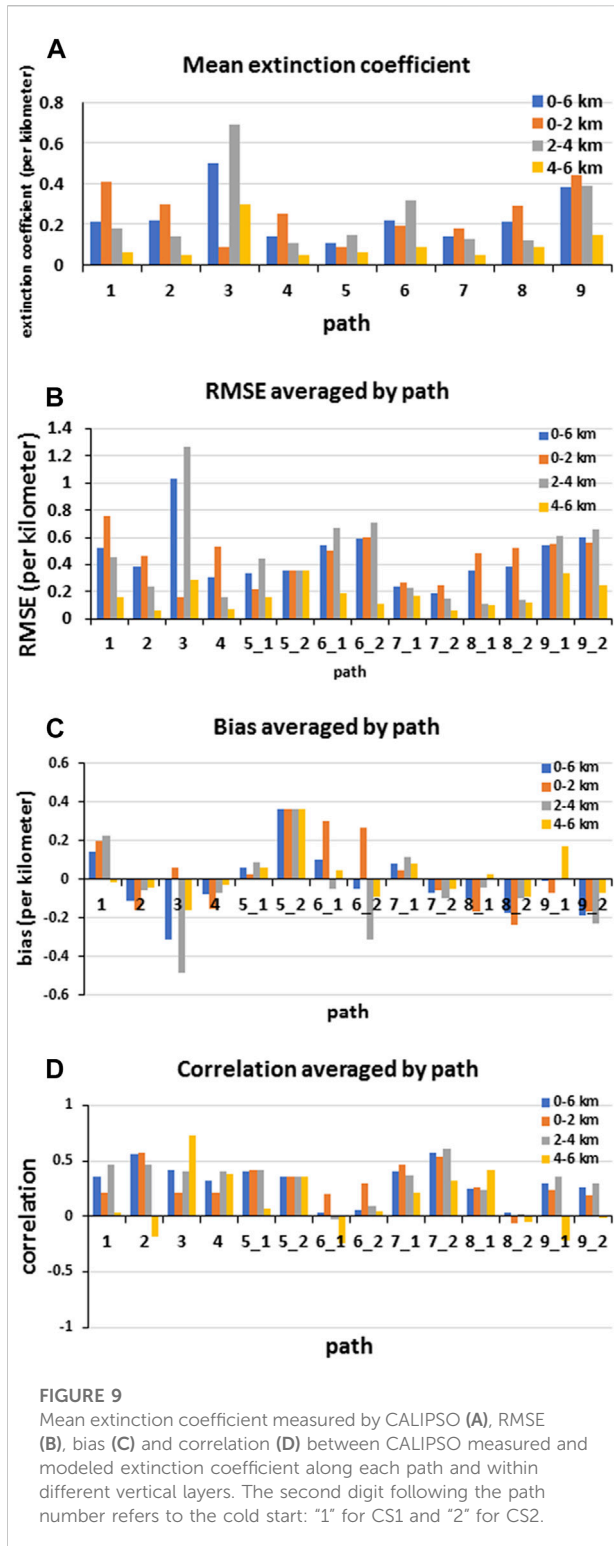 A
Mean extinction coefficient
extinction coefficient (per kilometer)
0.8
0.6
0.4
0.2
0
0-6 km
0-2 km
2-4 km
4-6 km
1 2 3 4 5 6 7 8 9
path
B
RMSE averaged by path
RMSE (per kilometer)
1.4
1.2
1
0.8
0.6
0.4
0.2
0
0-6 km
0-2 km
2-4 km
4-6 km
1 2 3 4 5_1 5_2 6_1 6_2 7_1 7_2 8_1 8_2 9_1 9_2
path
C
Bias averaged by path
bias (per kilometer)
0.6
0.4
0.2
0
-0.2
-0.4
-0.6
0-6 km
0-2 km
2-4 km
4-6 km
1 2 3 4 5_1 5_2 6_1 6_2 7_1 7_2 8_1 8_2 9_1 9_2
path
D
Correlation averaged by path
correlation
1
0.5
0
-0.5
-1
0-6 km
0-2 km
2-4 km
4-6 km
1 2 3 4 5_1 5_2 6_1 6_2 7_1 7_2 8_1 8_2 9_1 9_2
path
FIGURE 9
Mean extinction coefficient measured by CALIPSO (A), RMSE
(B), bias (C) and correlation (D) between CALIPSO measured and
modeled extinction coefficient along each path and within
different vertical layers. The second digit following the path
number refers to the cold start: “1” for CS1 and “2” for CS2.